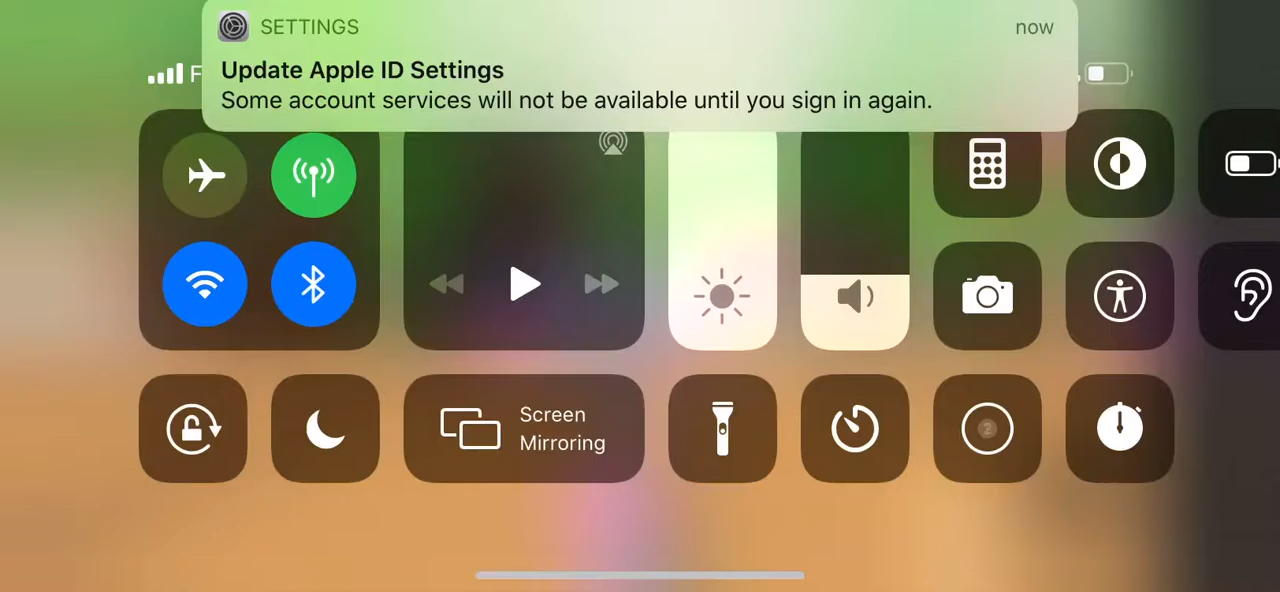 SETTINGS
now
Update Apple ID Settings
Some account services will not be available until you sign in again.
F
Screen
Mirroring
2